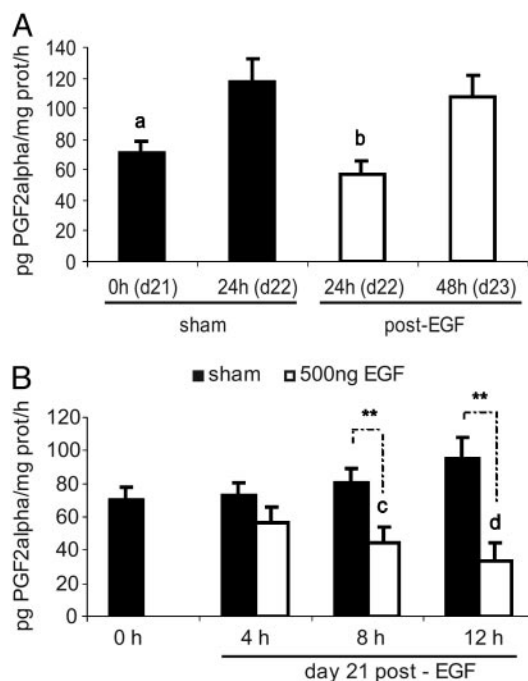 A
pg PGF2alpha/mg prot/h
140
120
100
80
60
40
20
0
a
b
0h (d21) 24h (d22) 24h (d22) 48h (d23)
sham post-EGF
B
sham 500ng EGF
pg PGF2alpha/mg prot/h
120
100
80
60
40
20
0
** **
c d
0 h 4 h 8 h 12 h
day 21 post - EGF